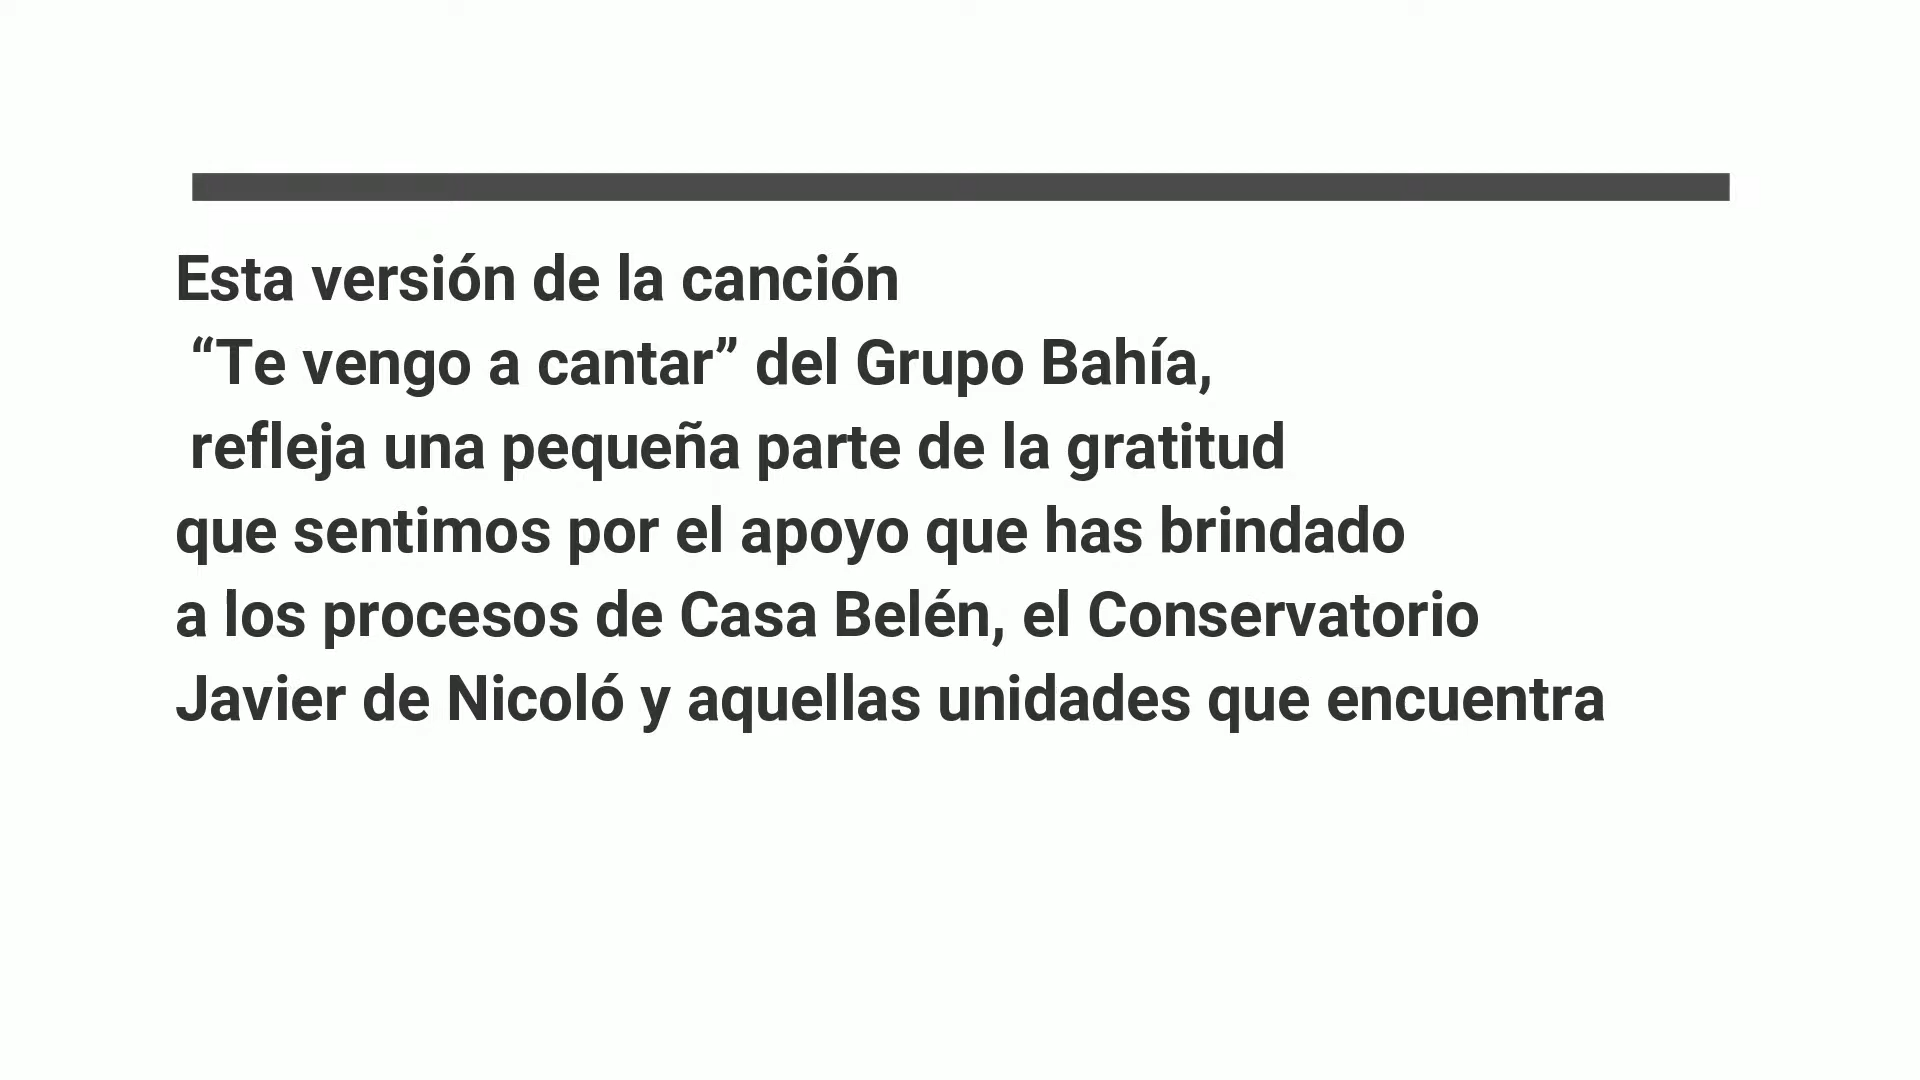 Esta versión de la canción
“Te vengo a cantar” del Grupo Bahía,
refleja una pequeña parte de la gratitud
que sentimos por el apoyo que has brindado
a los procesos de Casa Belén, el Conservatorio
Javier de Nicoló y aquellas unidades que encuentra